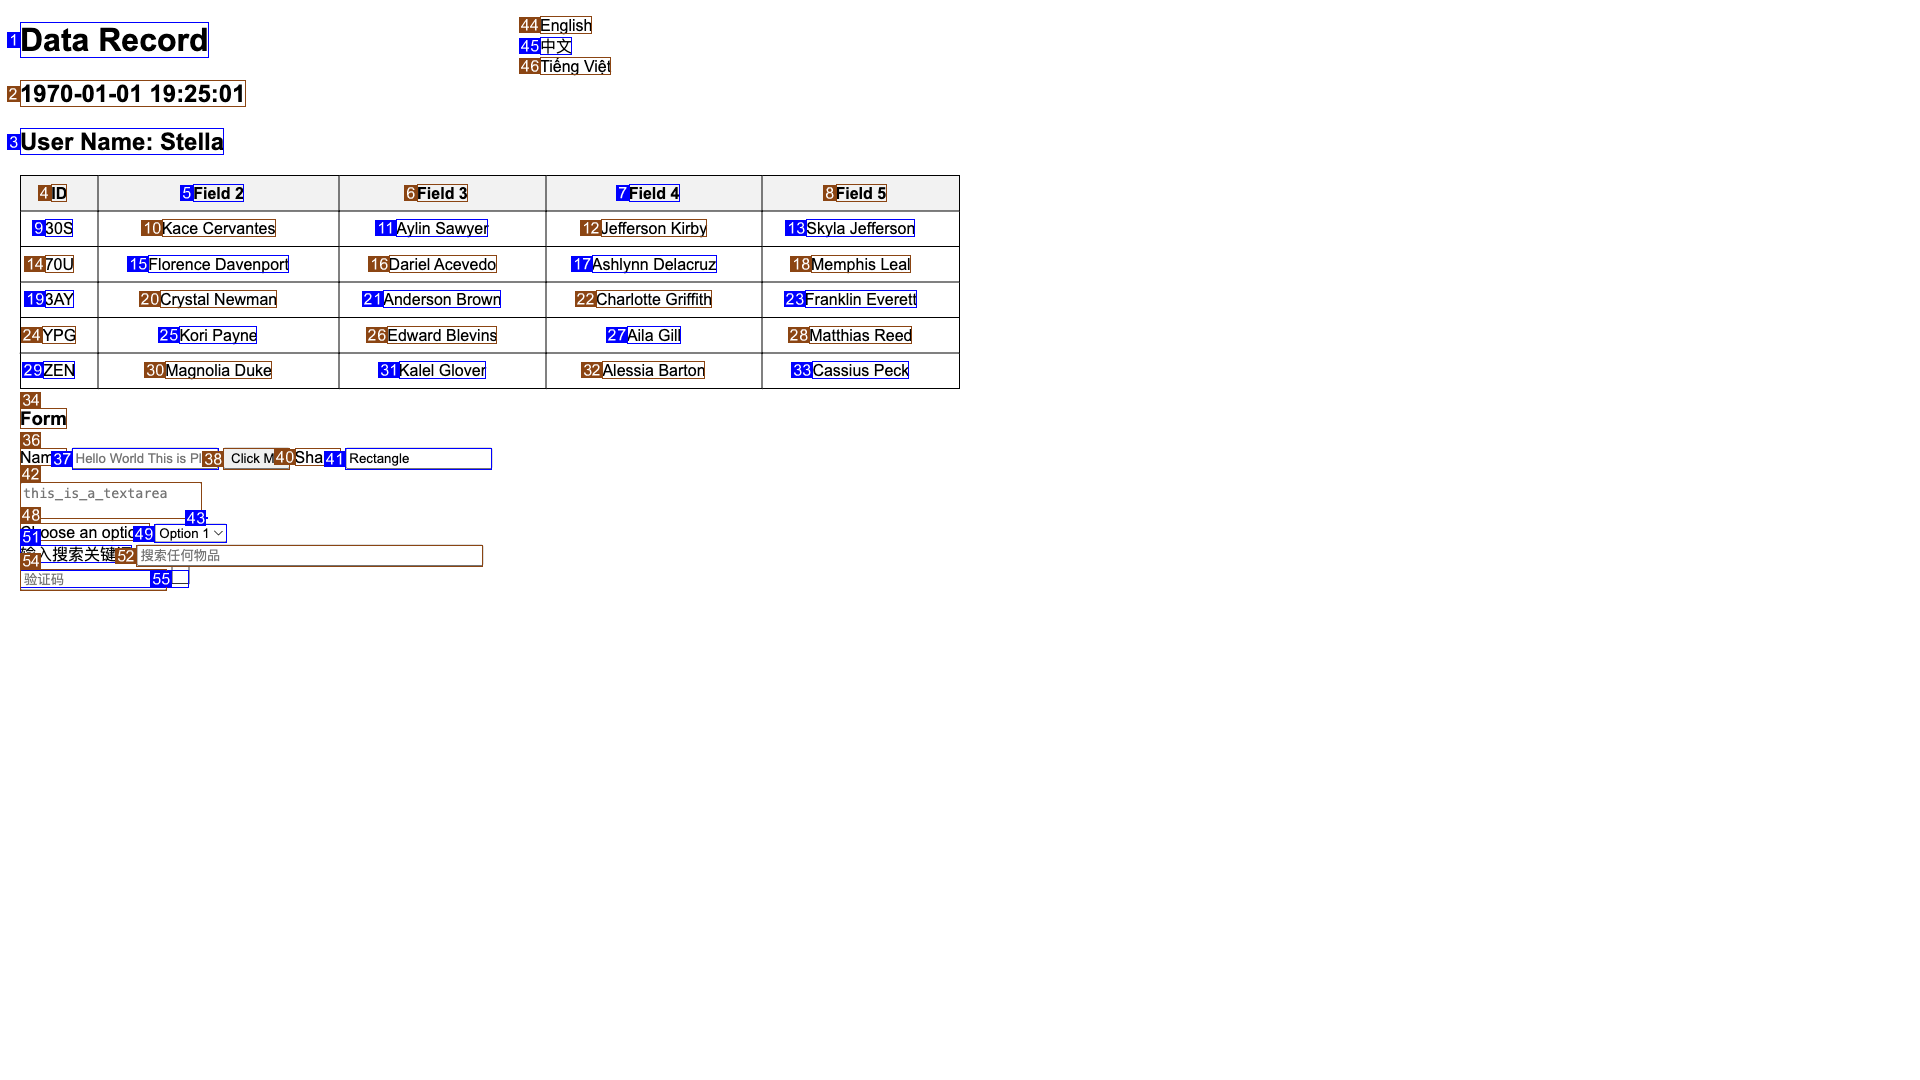 1 Data Record
44 English
45 中文
46 Tiếng Việt
2 1970-01-01 19:25:01
3 User Name: Stella
4 ID 5 Field 2 6 Field 3 7 Field 4 8 Field 5
9 30S 10 Kace Cervantes 11 Aylin Sawyer 12 Jefferson Kirby 13 Skyla Jefferson
14 70U 15 Florence Davenport 16 Dariel Acevedo 17 Ashlynn Delacruz 18 Memphis Leal
19 3AY 20 Crystal Newman 21 Anderson Brown 22 Charlotte Griffith 23 Franklin Everett
24 YPG 25 Kori Payne 26 Edward Blevins 27 Aila Gill 28 Matthias Reed
29 ZEN 30 Magnolia Duke 31 Kalel Glover 32 Alessia Barton 33 Cassius Peck
34
Form
36
Nam 37 Hello World This is Pl 38 Click M 40 Sha 41 Rectangle
42
this_is_a_textarea
48 43
oose an optio 49 Option 1
51
入搜索关键 52 搜索任何物品
54
验证码 55